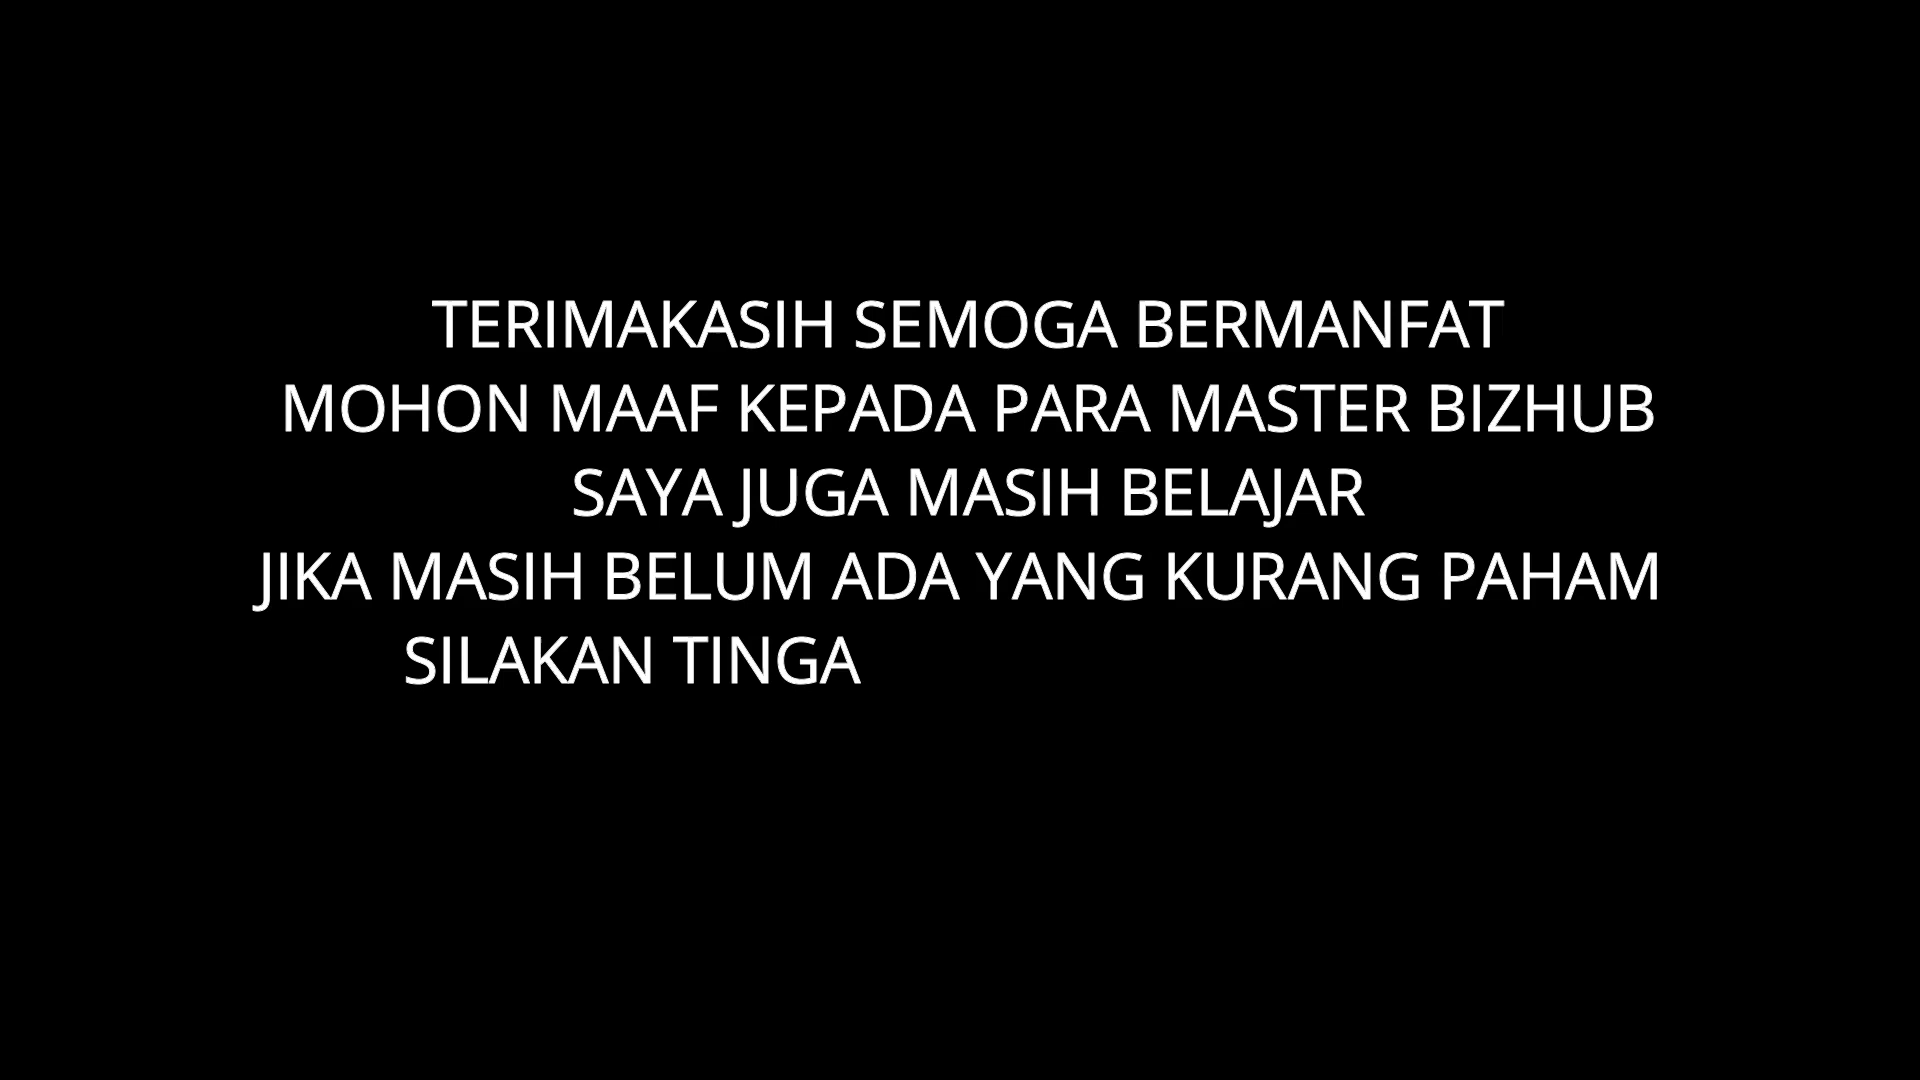 TERIMAKASIH SEMOGA BERMANFAT
MOHON MAAF KEPADA PARA MASTER BIZHUB
SAYA JUGA MASIH BELAJAR
JIKA MASIH BELUM ADA YANG KURANG PAHAM
SILAKAN TINGA